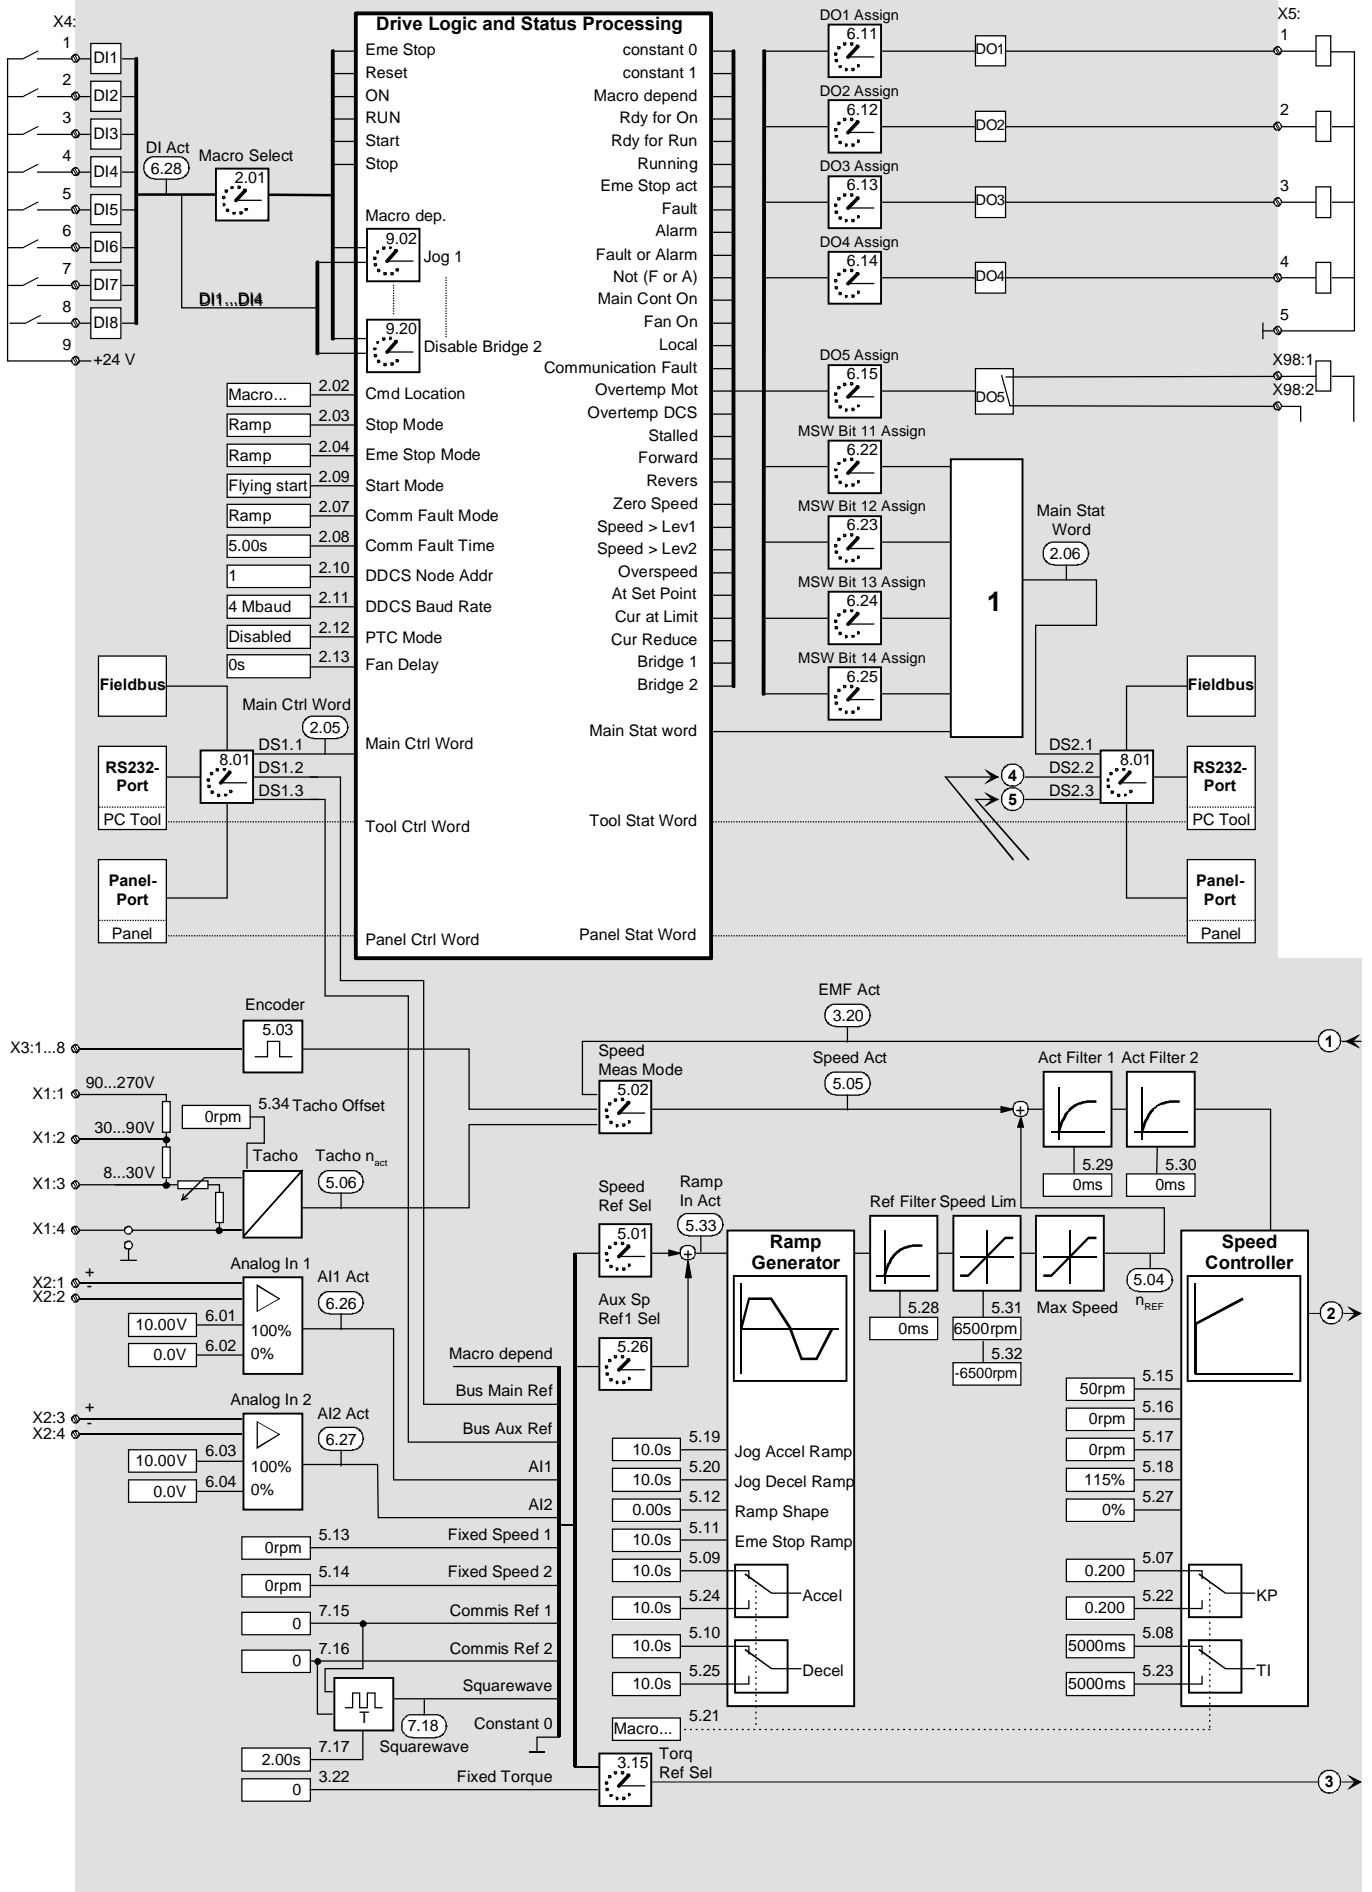 X4:
1
DI1
2
DI2
3
DI3
4
DI4
5
DI5
6
DI6
7
DI7
8
DI8
9
+24 V
DI Act
6.28
Macro Select
2.01
DI1...DI4
Drive Logic and Status Processing
Eme Stop
Reset
ON
RUN
Start
Stop
Macro dep.
9.02
Jog 1
9.20
Disable Bridge 2
Macro... 2.02 Cmd Location
Ramp 2.03 Stop Mode
Ramp 2.04 Eme Stop Mode
Flying start 2.09 Start Mode
Ramp 2.07 Comm Fault Mode
5.00s 2.08 Comm Fault Time
1 2.10 DDCS Node Addr
4 Mbaud 2.11 DDCS Baud Rate
Disabled 2.12 PTC Mode
0s 2.13 Fan Delay
constant 0
constant 1
Macro depend
Rdy for On
Rdy for Run
Running
Eme Stop act
Fault
Alarm
Fault or Alarm
Not (F or A)
Main Cont On
Fan On
Local
Communication Fault
Overtemp Mot
Overtemp DCS
Stalled
Forward
Revers
Zero Speed
Speed > Lev1
Speed > Lev2
Overspeed
At Set Point
Cur at Limit
Cur Reduce
Bridge 1
Bridge 2
Main Stat word
Tool Stat Word
Panel Stat Word
DO1 Assign
6.11
DO1
DO2 Assign
6.12
DO2
DO3 Assign
6.13
DO3
DO4 Assign
6.14
DO4
DO5 Assign
6.15
DO5
MSW Bit 11 Assign
6.22
MSW Bit 12 Assign
6.23
MSW Bit 13 Assign
6.24
MSW Bit 14 Assign
6.25
1
Main Stat
Word
2.06
X5:
1
2
3
4
5
X98:1
X98:2
Fieldbus
RS232-
Port
PC Tool
Panel-
Port
Panel
8.01
DS1.1
DS1.2
DS1.3
Main Ctrl Word
2.05
Main Ctrl Word
Tool Ctrl Word
Panel Ctrl Word
4
5
DS2.1
DS2.2
DS2.3
8.01
Fieldbus
RS232-
Port
PC Tool
Panel-
Port
Panel
Encoder
5.03
X3:1...8
X1:1 90...270V
X1:2 30...90V
X1:3 8...30V
X1:4
0rpm 5.34 Tacho Offset
Tacho
Tacho nact
5.06
EMF Act
3.20
1
Speed
Meas Mode
5.02
Speed Act
5.05
+
Act Filter 1
Act Filter 2
5.29
0ms
5.30
0ms
Speed
Ref Sel
5.01
Ramp
In Act
5.33
+
Aux Sp
Ref1 Sel
5.26
Ramp
Generator
Ref Filter
5.28
0ms
Speed Lim
5.31
6500rpm
5.32
-6500rpm
Max Speed
5.04
nREF
Speed
Controller
2
X2:1 +
X2:2 -
Analog In 1
10.00V 6.01 100%
0.0V 6.02 0%
AI1 Act
6.26
X2:3 +
X2:4 -
Analog In 2
10.00V 6.03 100%
0.0V 6.04 0%
AI2 Act
6.27
Macro depend
Bus Main Ref
Bus Aux Ref
AI1
AI2
0rpm 5.13 Fixed Speed 1
0rpm 5.14 Fixed Speed 2
0 7.15 Commis Ref 1
0 7.16 Commis Ref 2
T
Squarewave
7.18
Squarewave
Constant 0
2.00s 7.17
0 3.22 Fixed Torque
10.0s 5.19 Jog Accel Ramp
10.0s 5.20 Jog Decel Ramp
0.00s 5.12 Ramp Shape
10.0s 5.11 Eme Stop Ramp
10.0s 5.09
Accel
10.0s 5.24
10.0s 5.10
Decel
10.0s 5.25
Macro... 5.21
3.15
Torq
Ref Sel
3
50rpm 5.15
0rpm 5.16
0rpm 5.17
115% 5.18
0% 5.27
0.200 5.07
KP
0.200 5.22
5000ms 5.08
TI
5000ms 5.23